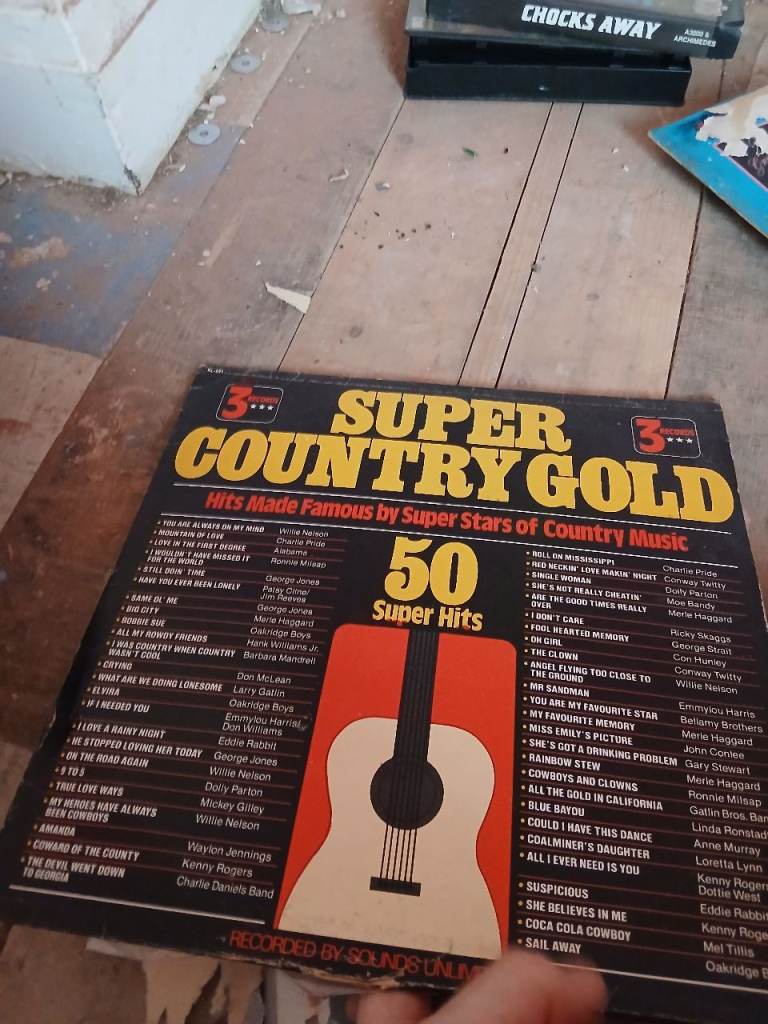 CHOCKS AWAY
A3000 &
ARCHIMEDES
3 RECORDS
SUPER
COUNTRY GOLD
3 RECORDS
Hits Made Famous by Super Stars of Country Music
50
Super Hits
• YOU ARE ALWAYS ON MY MIND Willie Nelson
• MOUNTAIN OF LOVE Charlie Pride
• LOVE IN THE FIRST DEGREE Alabama
• I WOULDN'T HAVE MISSED IT
FOR THE WORLD Ronnie Milsap
• STILL DOIN' TIME George Jones
• HAVE YOU EVER BEEN LONELY Patsy Cline/
Jim Reeves
• SAME OL' ME George Jones
• BIG CITY Merle Haggard
• BOBBIE SUE Oakridge Boys
• ALL MY ROWDY FRIENDS Hank Williams Jr.
• I WAS COUNTRY WHEN COUNTRY
WASN'T COOL Barbara Mandrell
• CRYING Don McLean
• WHAT ARE WE DOING LONESOME Larry Gatlin
• ELVIRA Oakridge Boys
• IF I NEEDED YOU Emmylou Harris/
Don Williams
• I LOVE A RAINY NIGHT Eddie Rabbit
• HE STOPPED LOVING HER TODAY George Jones
• ON THE ROAD AGAIN Willie Nelson
• 9 TO 5 Dolly Parton
• TRUE LOVE WAYS Mickey Gilley
• MY HEROES HAVE ALWAYS
BEEN COWBOYS Willie Nelson
• AMANDA Waylon Jennings
• COWARD OF THE COUNTY Kenny Rogers
• THE DEVIL WENT DOWN
TO GEORGIA Charlie Daniels Band
• ROLL ON MISSISSIPPI Charlie Pride
• RED NECKIN' LOVE MAKIN' NIGHT Conway Twitty
• SINGLE WOMAN Dolly Parton
• SHE'S NOT REALLY CHEATIN' Moe Bandy
• ARE THE GOOD TIMES REALLY
OVER Merle Haggard
• I DON'T CARE Ricky Skaggs
• FOOL HEARTED MEMORY George Strait
• OH GIRL Con Hunley
• THE CLOWN Conway Twitty
• ANGEL FLYING TOO CLOSE TO
THE GROUND Willie Nelson
• MR SANDMAN Emmylou Harris
• YOU ARE MY FAVOURITE STAR Bellamy Brothers
• MY FAVOURITE MEMORY Merle Haggard
• MISS EMILY'S PICTURE John Conlee
• SHE'S GOT A DRINKING PROBLEM Gary Stewart
• RAINBOW STEW Merle Haggard
• COWBOYS AND CLOWNS Ronnie Milsap
• ALL THE GOLD IN CALIFORNIA Gatlin Bros. Ban
• BLUE BAYOU Linda Ronstad
• COULD I HAVE THIS DANCE Anne Murray
• COALMINER'S DAUGHTER Loretta Lynn
• ALL I EVER NEED IS YOU Kenny Roger
Dottie West
• SUSPICIOUS Eddie Rabbi
• SHE BELIEVES IN ME Kenny Roge
• COCA COLA COWBOY Mel Tillis
• SAIL AWAY Oakridge B
RECORDED BY SOUNDS UNLIM